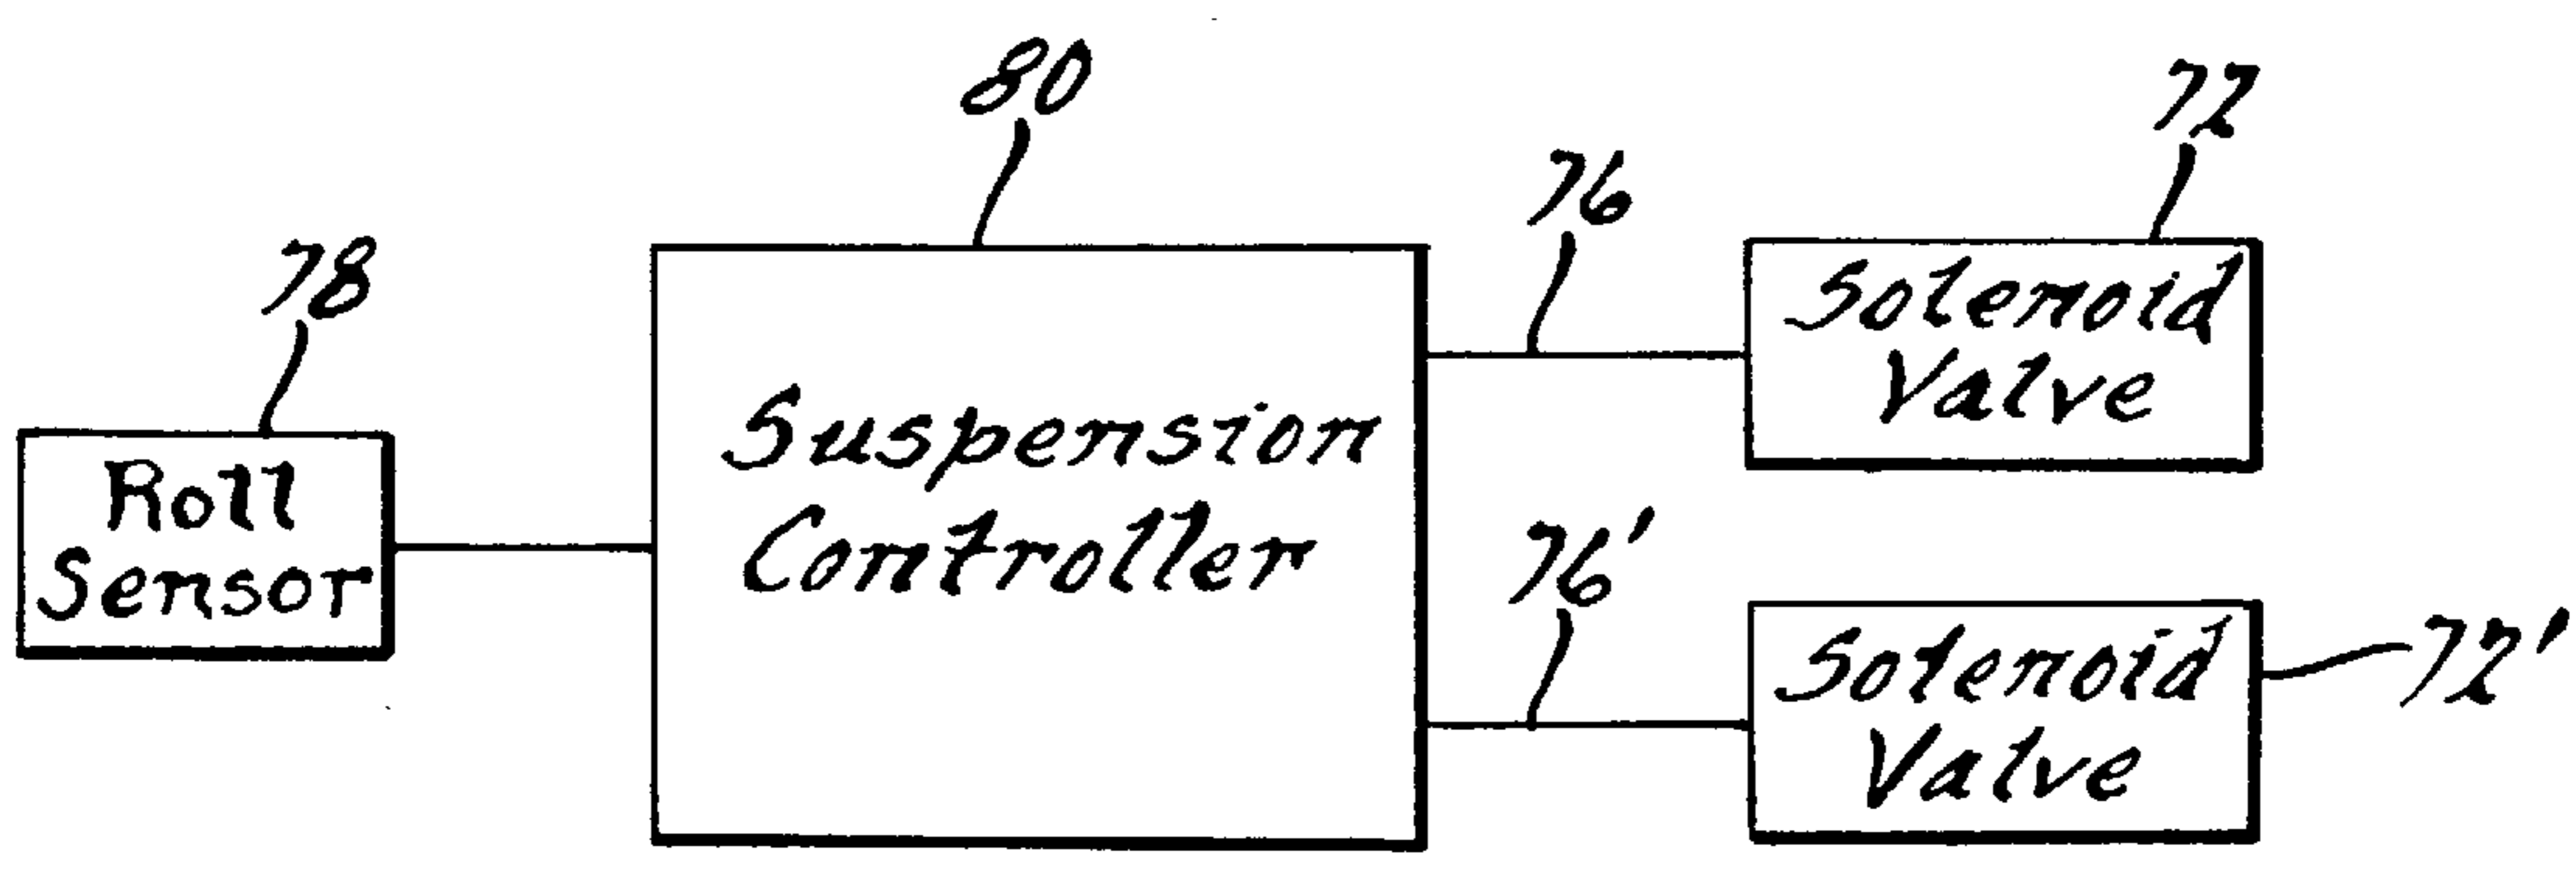 80
72
76
78
Roll
Sensor
Suspension
Controller
Solenoid
Valve
76'
Solenoid
Valve
72'